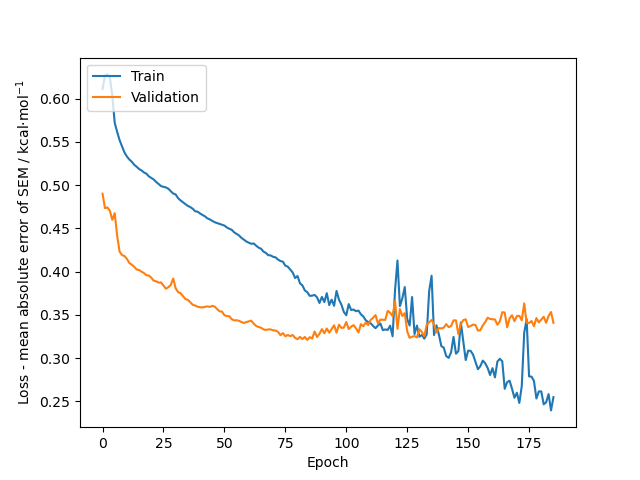 Train
Validation
Loss - mean absolute error of SEM / kcal·mol⁻¹
0.60
0.55
0.50
0.45
0.40
0.35
0.30
0.25
0 25 50 75 100 125 150 175
Epoch